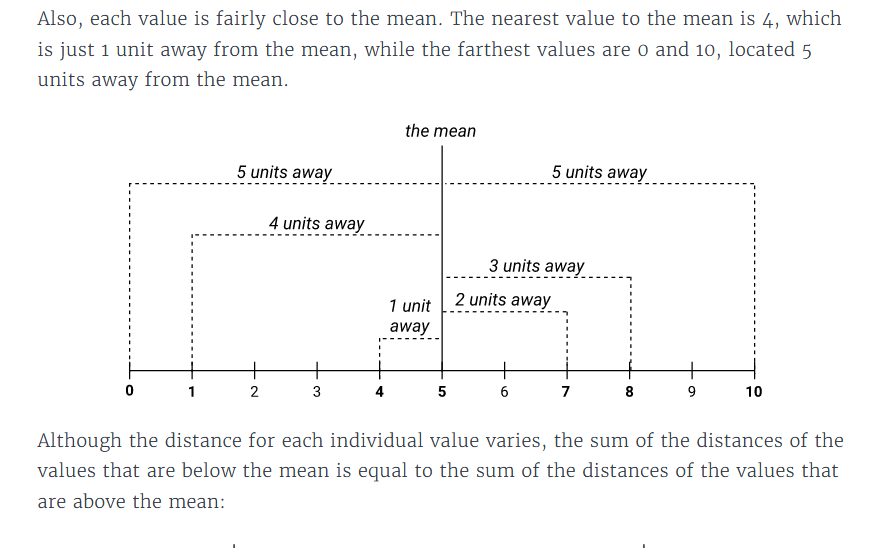 Also, each value is fairly close to the mean. The nearest value to the mean is 4, which
is just 1 unit away from the mean, while the farthest values are 0 and 10, located 5
units away from the mean.
the mean
5 units away
5 units away
4 units away
3 units away
1 unit
away
2 units away
0 1 2 3 4 5 6 7 8 9 10
Although the distance for each individual value varies, the sum of the distances of the
values that are below the mean is equal to the sum of the distances of the values that
are above the mean: